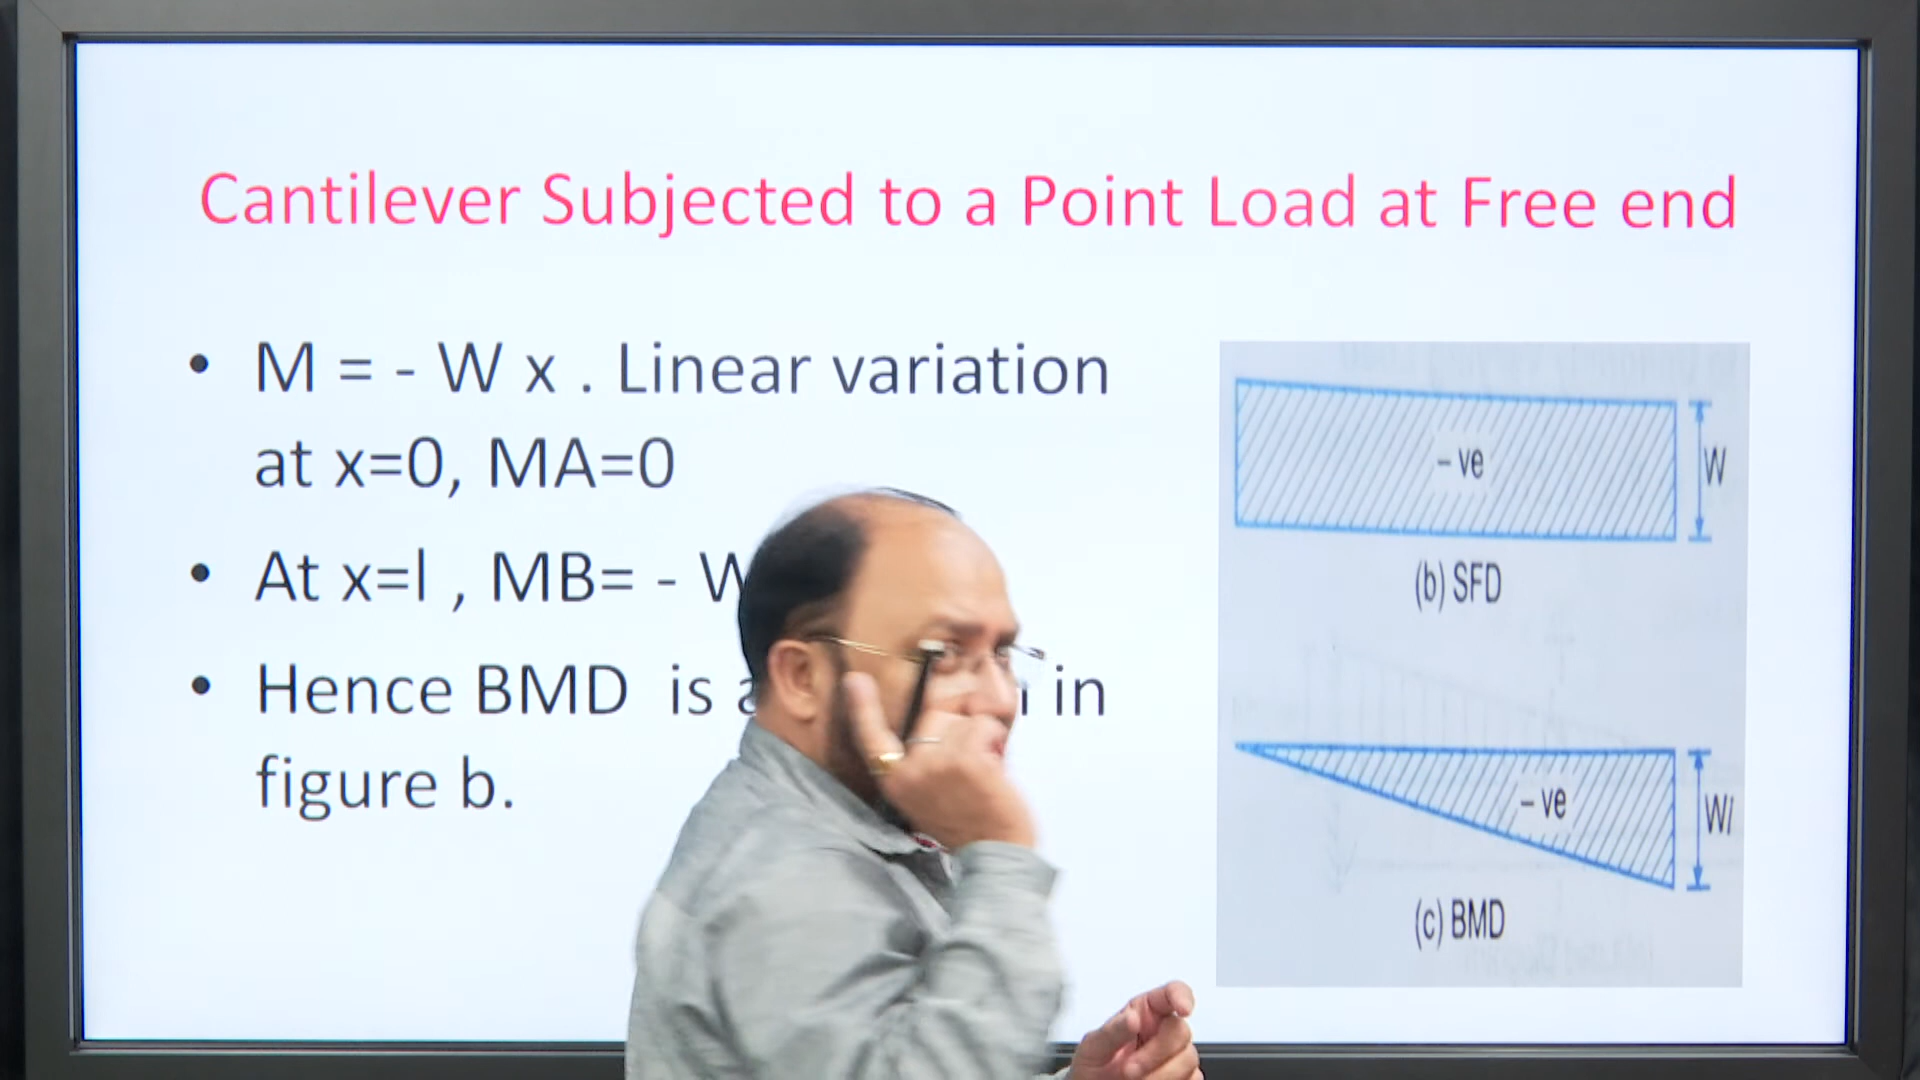 Cantilever Subjected to a Point Load at Free end
• M = - W x . Linear variation
at x=0, MA=0
• At x=l , MB= - W
• Hence BMD is in
figure b.
– ve
W
(b) SFD
– ve
Wl
(c) BMD